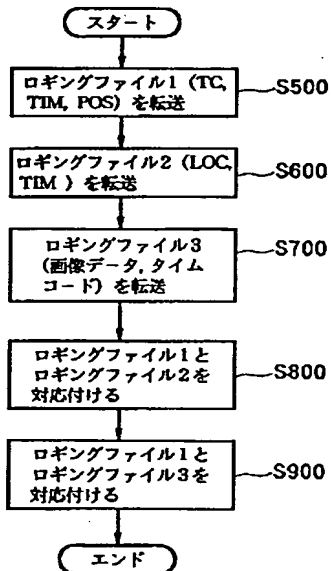 スタート
ロギングファイル1 (TC,
TIM, POS) を転送
S500
ロギングファイル2 (LOC,
TIM ) を転送
S600
ロギングファイル3
(画像データ, タイム
コード) を転送
S700
ロギングファイル1と
ロギングファイル2を
対応付ける
S800
ロギングファイル1と
ロギングファイル3を
対応付ける
S900
エンド